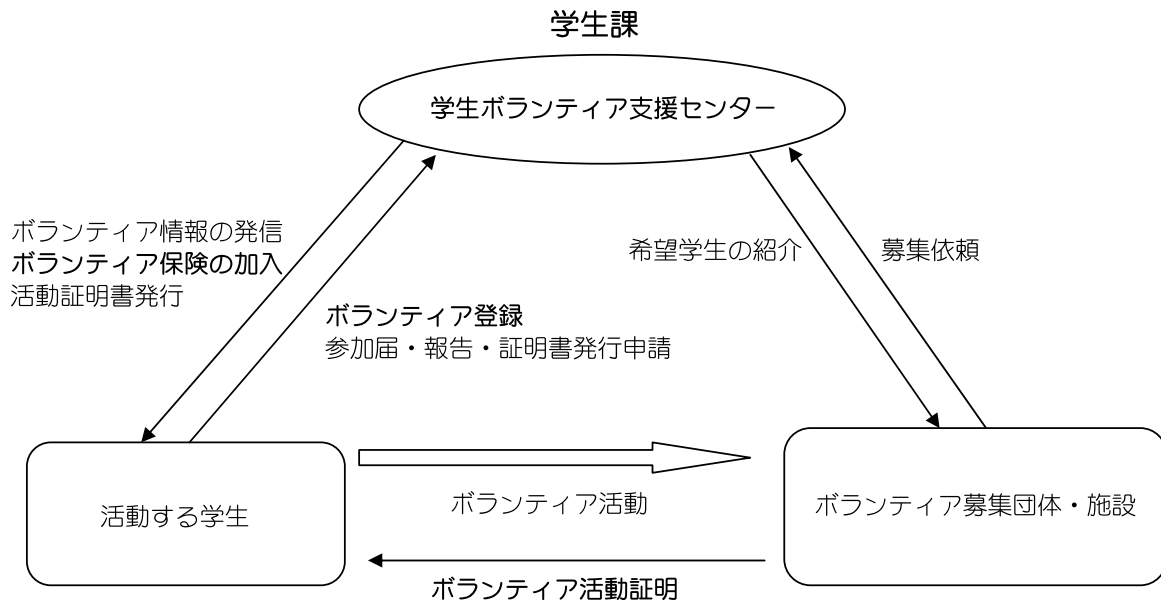 学生課
学生ボランティア支援センター
ボランティア情報の発信
ボランティア保険の加入
活動証明書発行
希望学生の紹介
募集依頼
ボランティア登録
参加届・報告・証明書発行申請
活動する学生
ボランティア活動
ボランティア募集団体・施設
ボランティア活動証明